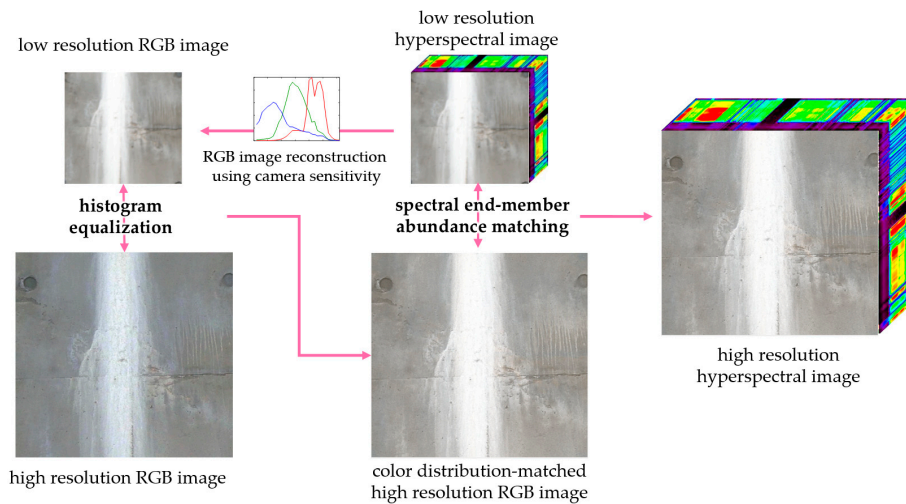 low resolution RGB image
low resolution
hyperspectral image
RGB image reconstruction
using camera sensitivity
histogram
equalization
spectral end-member
abundance matching
high resolution
hyperspectral image
high resolution RGB image
color distribution-matched
high resolution RGB image